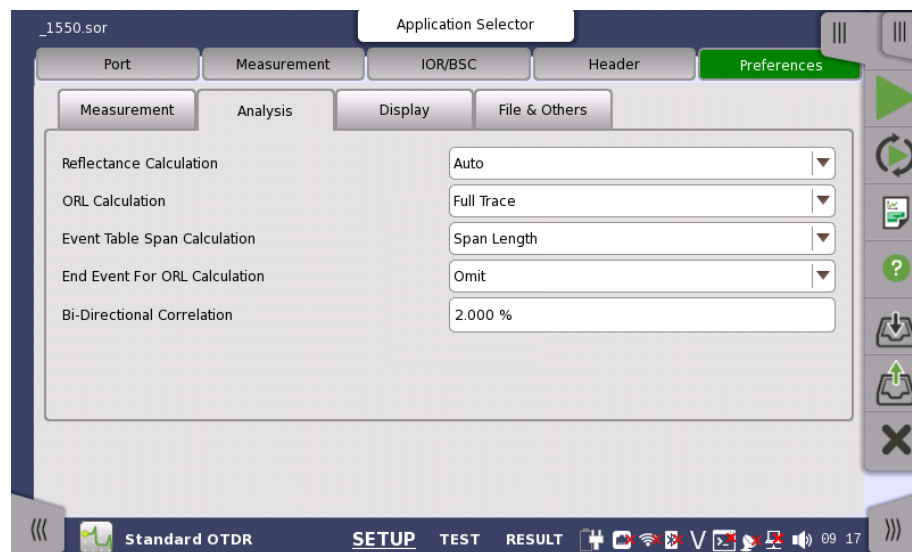 _1550.sor
Application Selector
Port Measurement IOR/BSC Header Preferences
Measurement Analysis Display File & Others
Reflectance Calculation Auto
ORL Calculation Full Trace
Event Table Span Calculation Span Length
End Event For ORL Calculation Omit
Bi-Directional Correlation 2.000 %
Standard OTDR SETUP TEST RESULT V 09 17